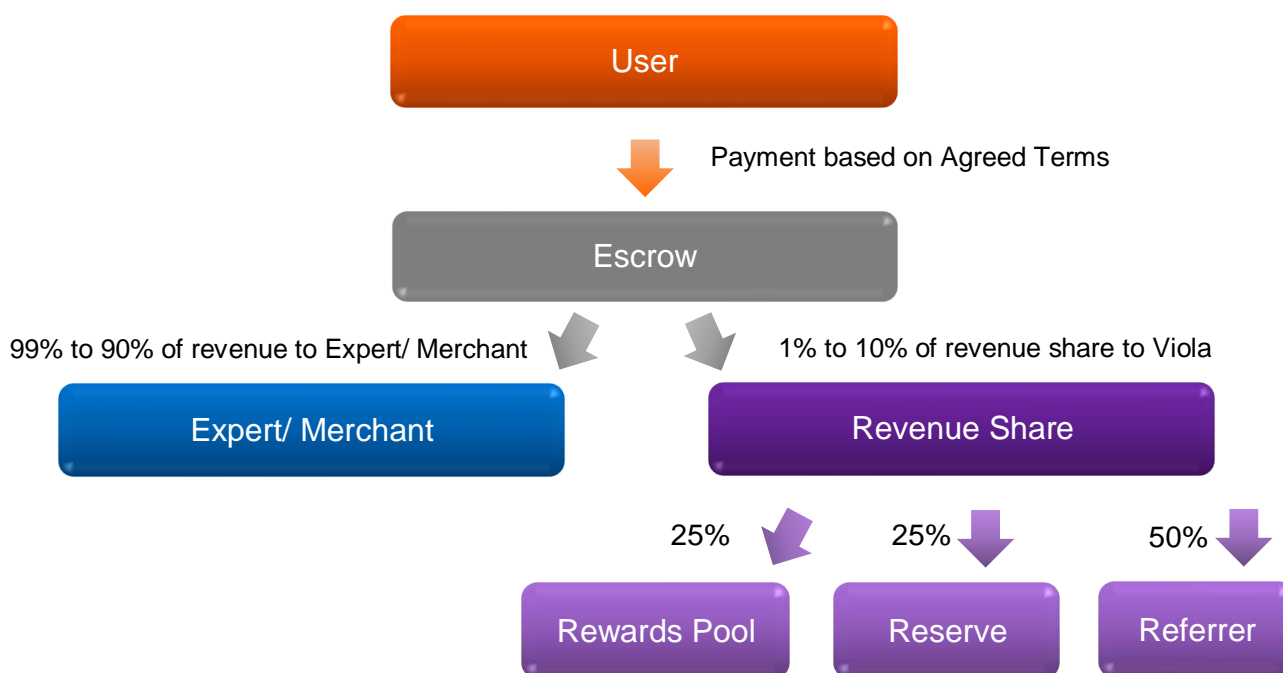 User
Payment based on Agreed Terms
Escrow
99% to 90% of revenue to Expert/ Merchant
1% to 10% of revenue share to Viola
Expert/ Merchant
Revenue Share
25%
25%
50%
Rewards Pool
Reserve
Referrer